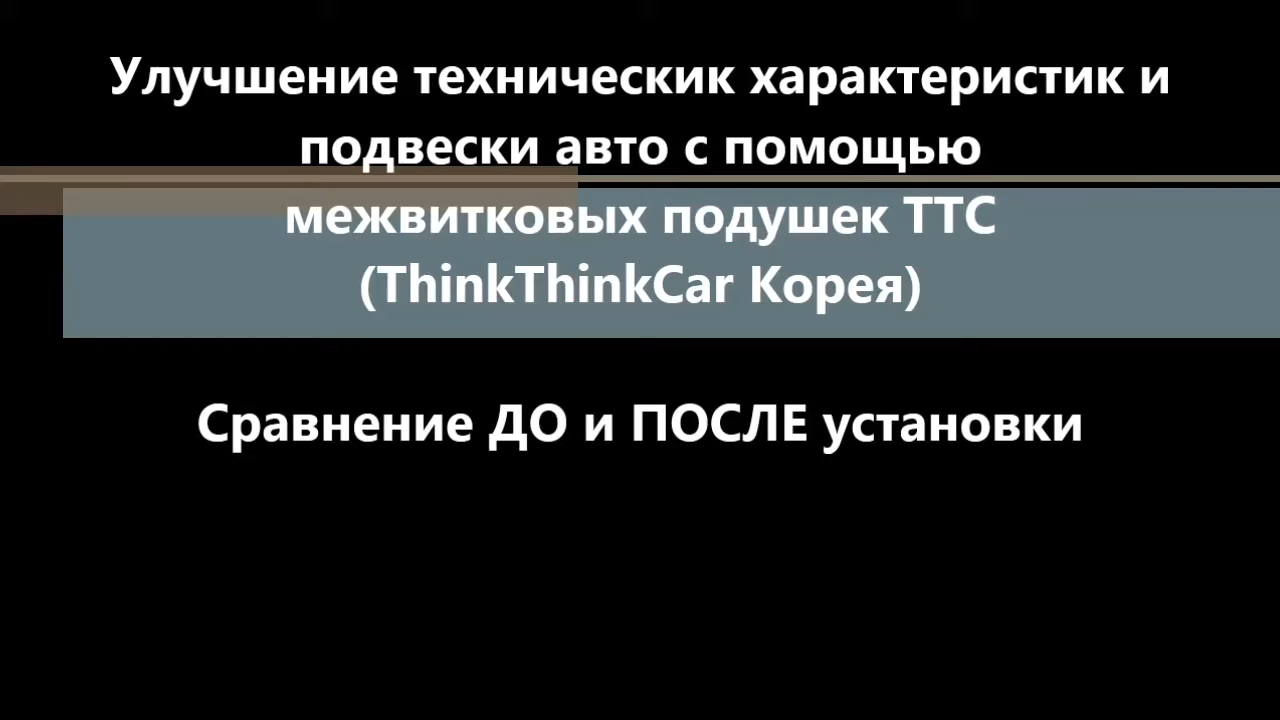 Улучшение техническик характеристик и
подвески авто с помощью
межвитковых подушек ТТС
(ThinkThinkCar Корея)
Сравнение ДО и ПОСЛЕ установки